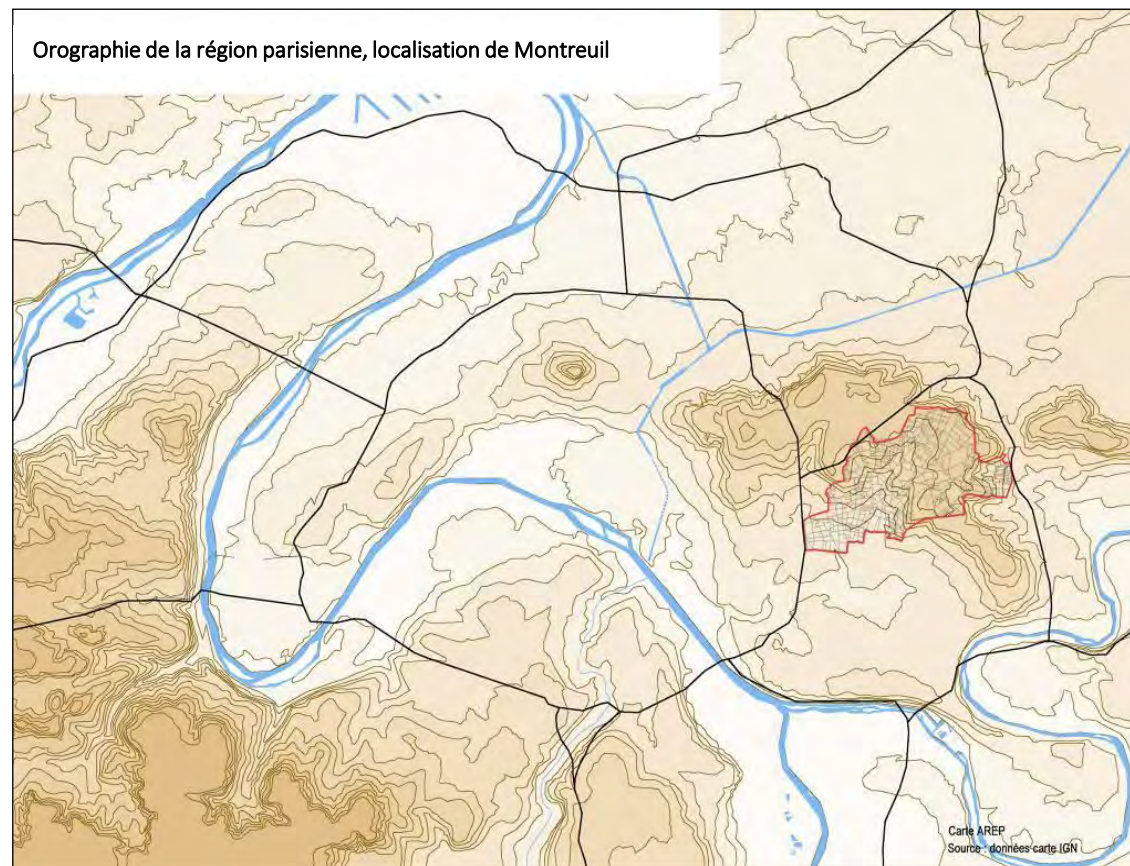 Orographie de la région parisienne, localisation de Montreuil
Carte AREP
Source : données carte IGN